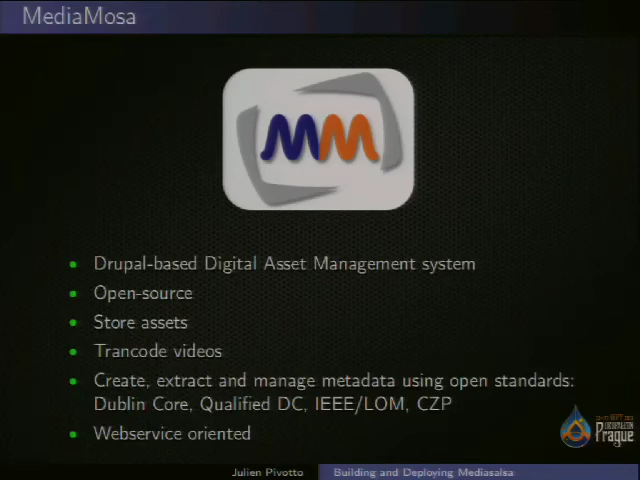 MediaMosa
MM
Drupal-based Digital Asset Management system
Open-source
Store assets
Trancode videos
Create, extract and manage metadata using open standards:
Dublin Core, Qualified DC, IEEE/LOM, CZP
Webservice oriented
DRUPALCON
Prague
Julien Pivotto
Building and Deploying Mediasalsa